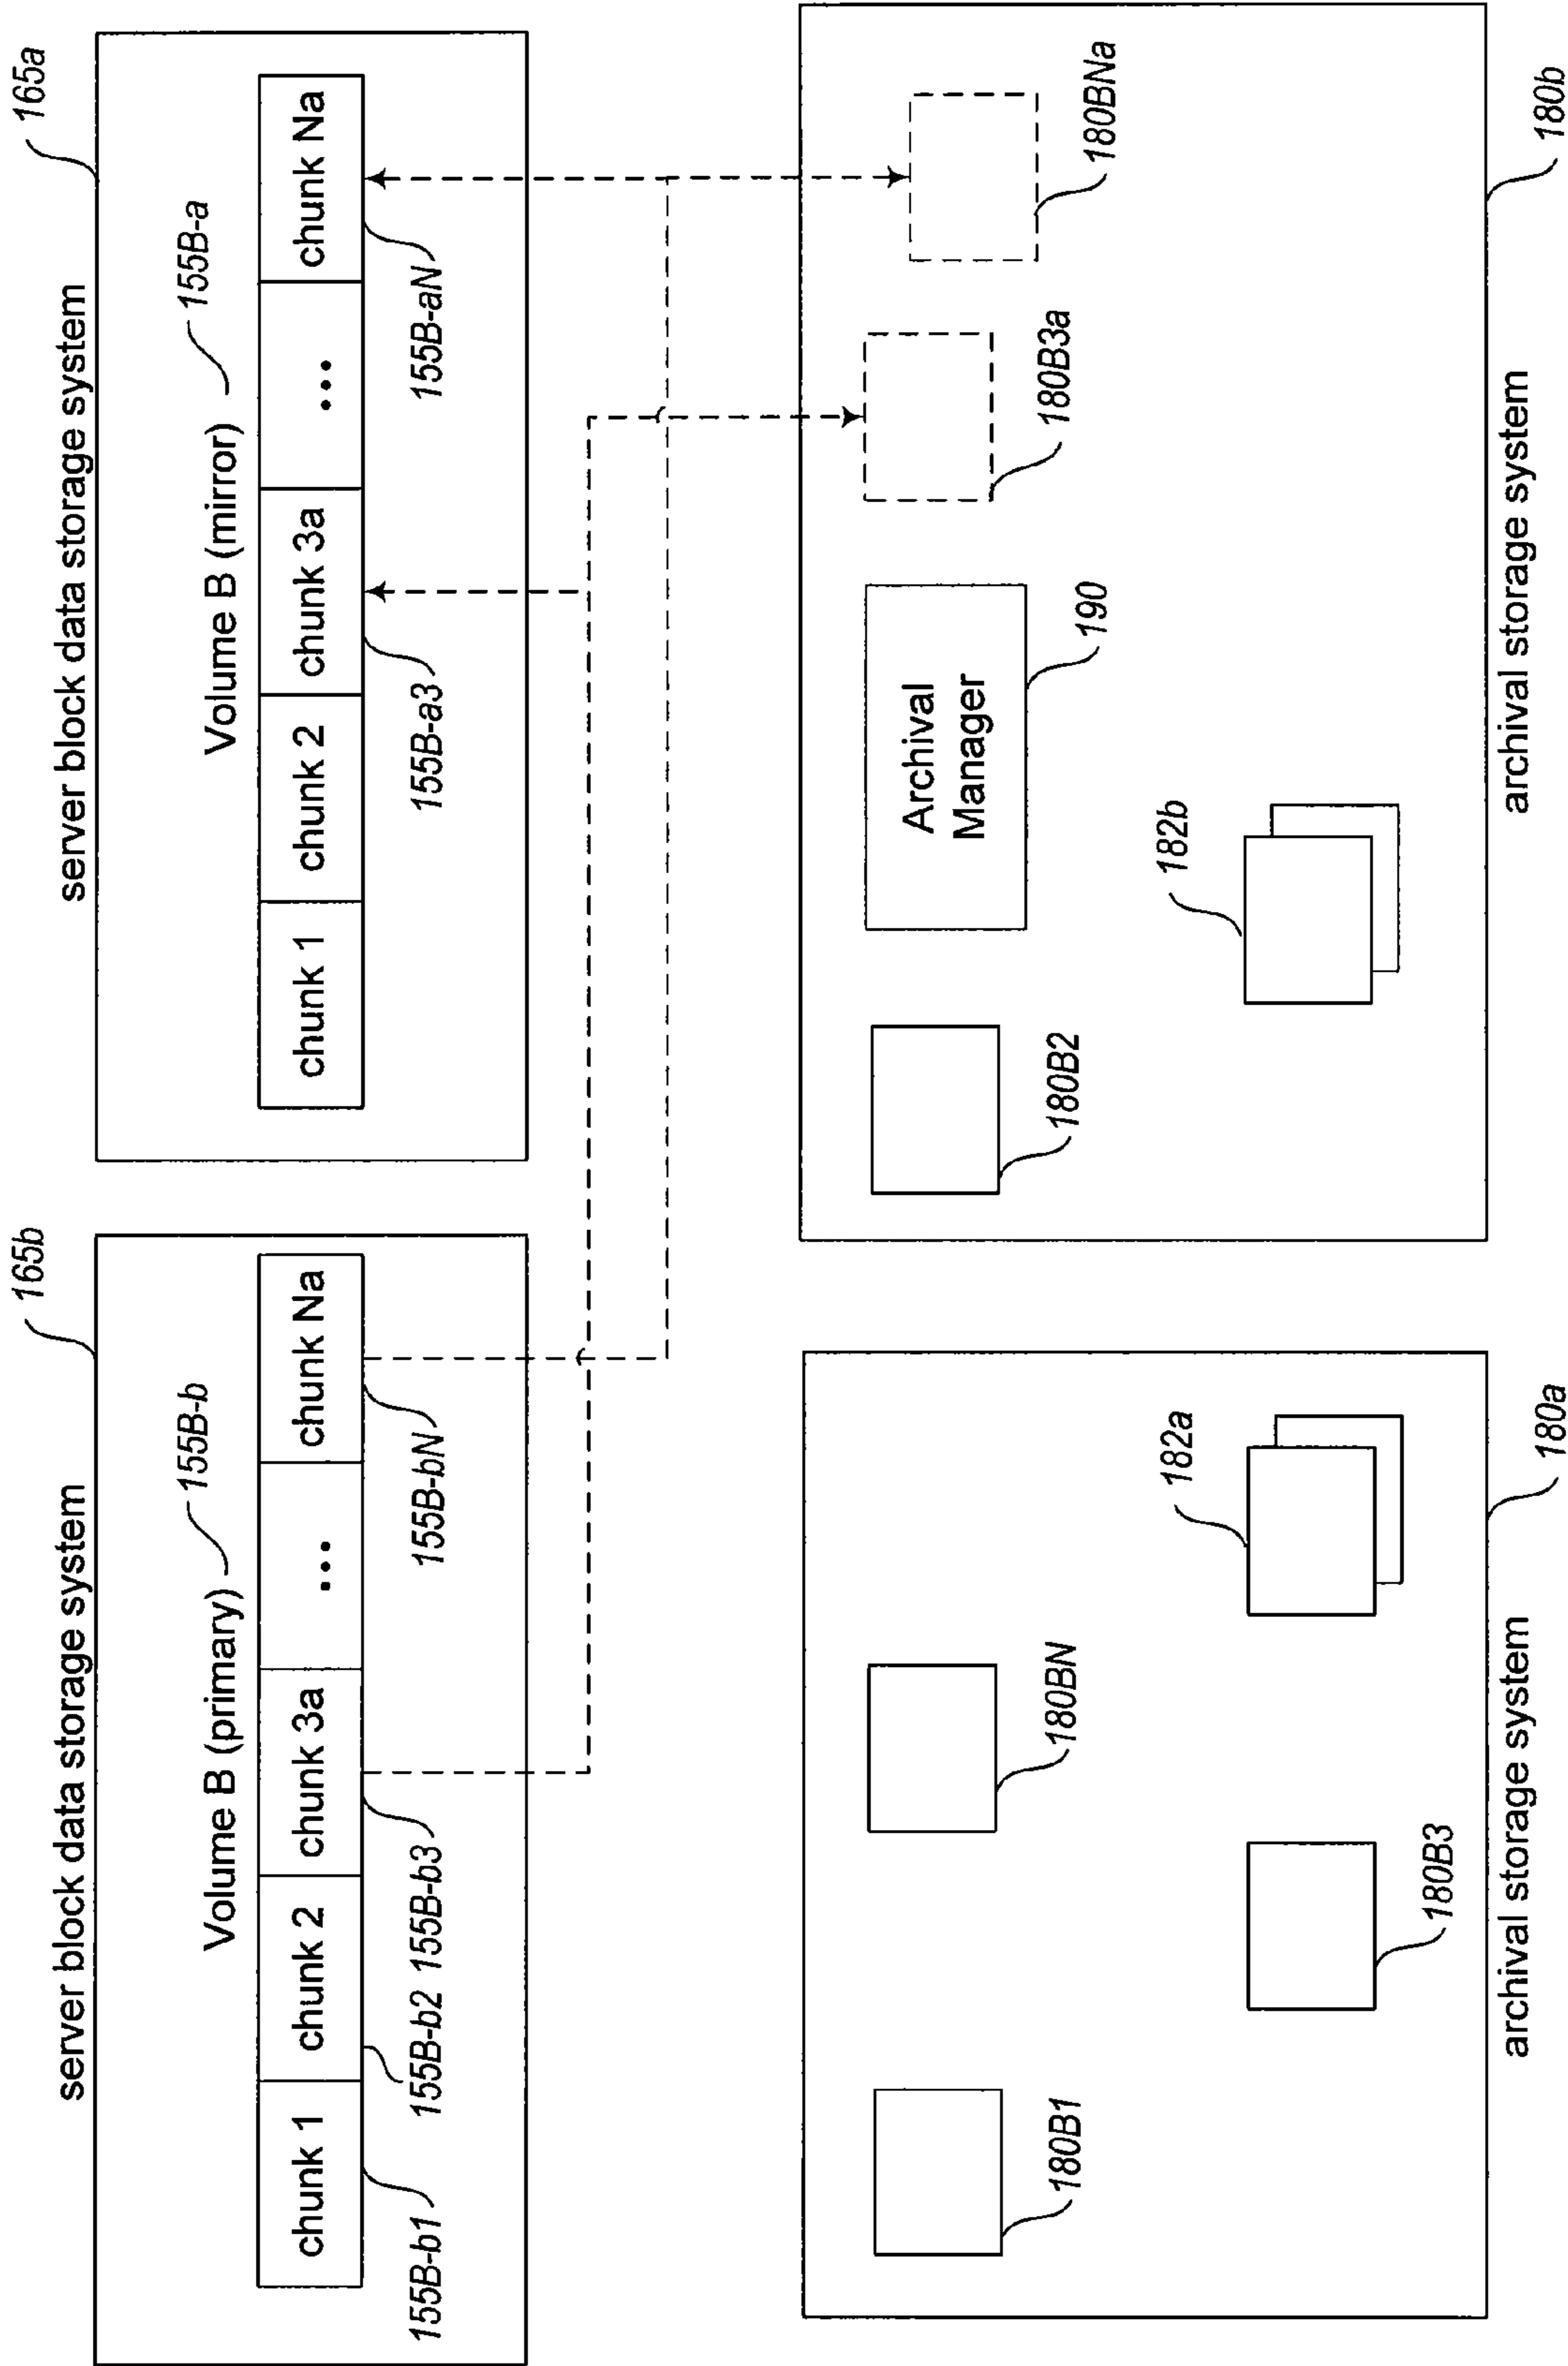 server block data storage system
165b
Volume B (primary)
155B-b
chunk 1
chunk 2
chunk 3a
...
chunk Na
155B-b1
155B-b2
155B-b3
155B-bN
server block data storage system
165a
Volume B (mirror)
155B-a
chunk 1
chunk 2
chunk 3a
...
chunk Na
155B-a3
155B-aN
180B1
180BN
180B3
182a
archival storage system
180a
180B2
Archival
Manager
190
180B3a
180BNa
182b
archival storage system
180b